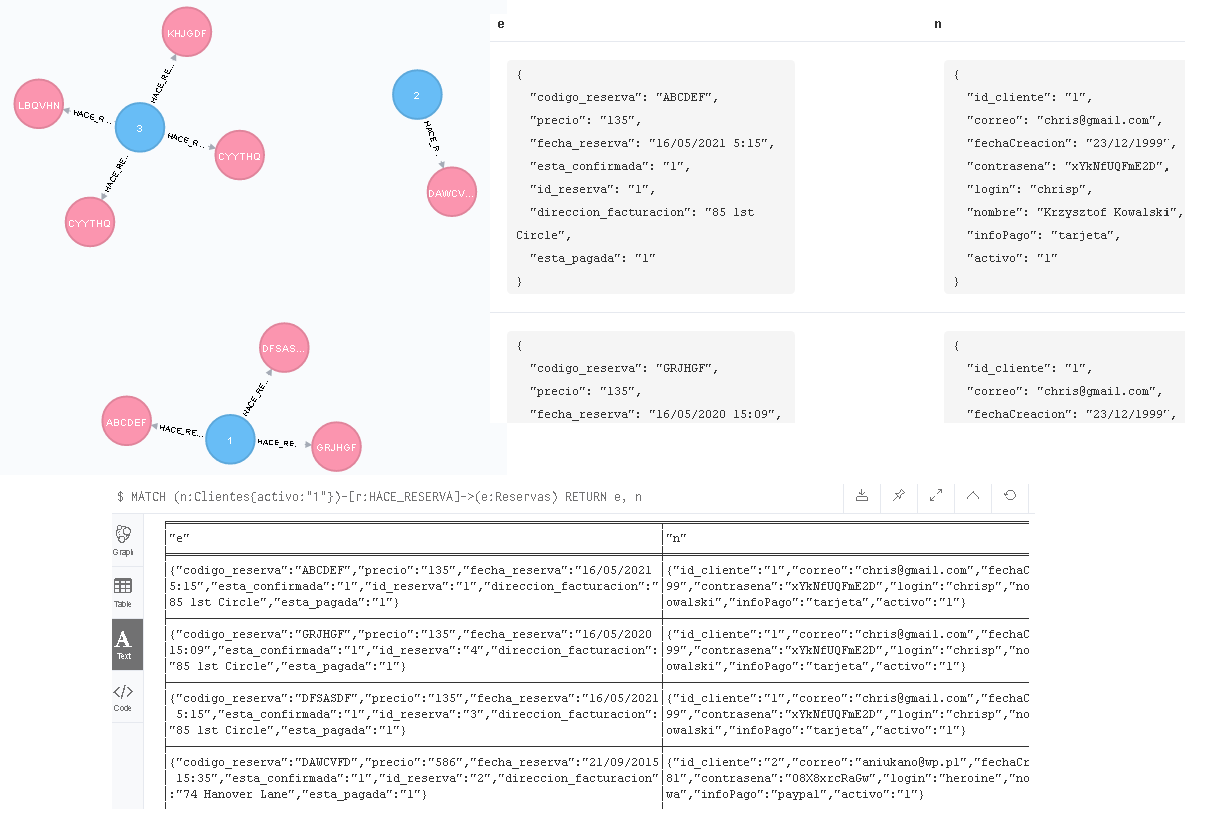 KHJGDF
HACE_RE...
LBQVHN
HACE_R...
3
HACE_R...
CYYTHQ
HACE_RE...
CYYTHQ
2
HACE_R...
DAWCV...
DFSAS...
HACE_RE...
ABCDEF
HACE_RE...
1
HACE_RE.
GRJHGF
e
n
{
"codigo_reserva": "ABCDEF",
"precio": "135",
"fecha_reserva": "16/05/2021 5:15",
"esta_confirmada": "1",
"id_reserva": "1",
"direccion_facturacion": "85 lst
Circle",
"esta_pagada": "1"
}
{
"id_cliente": "1",
"correo": "chris@gmail.com",
"fechaCreacion": "23/12/1999",
"contrasena": "xYkNfUQFmE2D",
"login": "chrisp",
"nombre": "Krzysztof Kowalski",
"infoPago": "tarjeta",
"activo": "1"
}
{
"codigo_reserva": "GRJHGF",
"precio": "135",
"fecha_reserva": "16/05/2020 15:09",
{
"id_cliente": "1",
"correo": "chris@gmail.com",
"fechaCreacion": "23/12/1999",
$ MATCH (n:Clientes{activo:"1"})-[r:HACE_RESERVA]->(e:Reservas) RETURN e, n
Graph
Table
A
Text
</>
Code
"e"
"n"
{"codigo_reserva":"ABCDEF","precio":"135","fecha_reserva":"16/05/2021
5:15","esta_confirmada":"1","id_reserva":"1","direccion_facturacion":"
85 lst Circle","esta_pagada":"1"}
{"id_cliente":"1","correo":"chris@gmail.com","fechaC
99","contrasena":"xYkNfUQFmE2D","login":"chrisp","no
owalski","infoPago":"tarjeta","activo":"1"}
{"codigo_reserva":"GRJHGF","precio":"135","fecha_reserva":"16/05/2020
15:09","esta_confirmada":"1","id_reserva":"4","direccion_facturacion":
"85 lst Circle","esta_pagada":"1"}
{"id_cliente":"1","correo":"chris@gmail.com","fechaC
99","contrasena":"xYkNfUQFmE2D","login":"chrisp","no
owalski","infoPago":"tarjeta","activo":"1"}
{"codigo_reserva":"DFSASDF","precio":"135","fecha_reserva":"16/05/2021
5:15","esta_confirmada":"1","id_reserva":"3","direccion_facturacion":
"85 lst Circle","esta_pagada":"1"}
{"id_cliente":"1","correo":"chris@gmail.com","fechaC
99","contrasena":"xYkNfUQFmE2D","login":"chrisp","no
owalski","infoPago":"tarjeta","activo":"1"}
{"codigo_reserva":"DAWCVFD","precio":"586","fecha_reserva":"21/09/2015
15:35","esta_confirmada":"1","id_reserva":"2","direccion_facturacion"
:"74 Hanover Lane","esta_pagada":"1"}
{"id_cliente":"2","correo":"aniukano@wp.pl","fechaCr
81","contrasena":"O8X8xrcRaGw","login":"heroine","no
wa","infoPago":"paypal","activo":"1"}